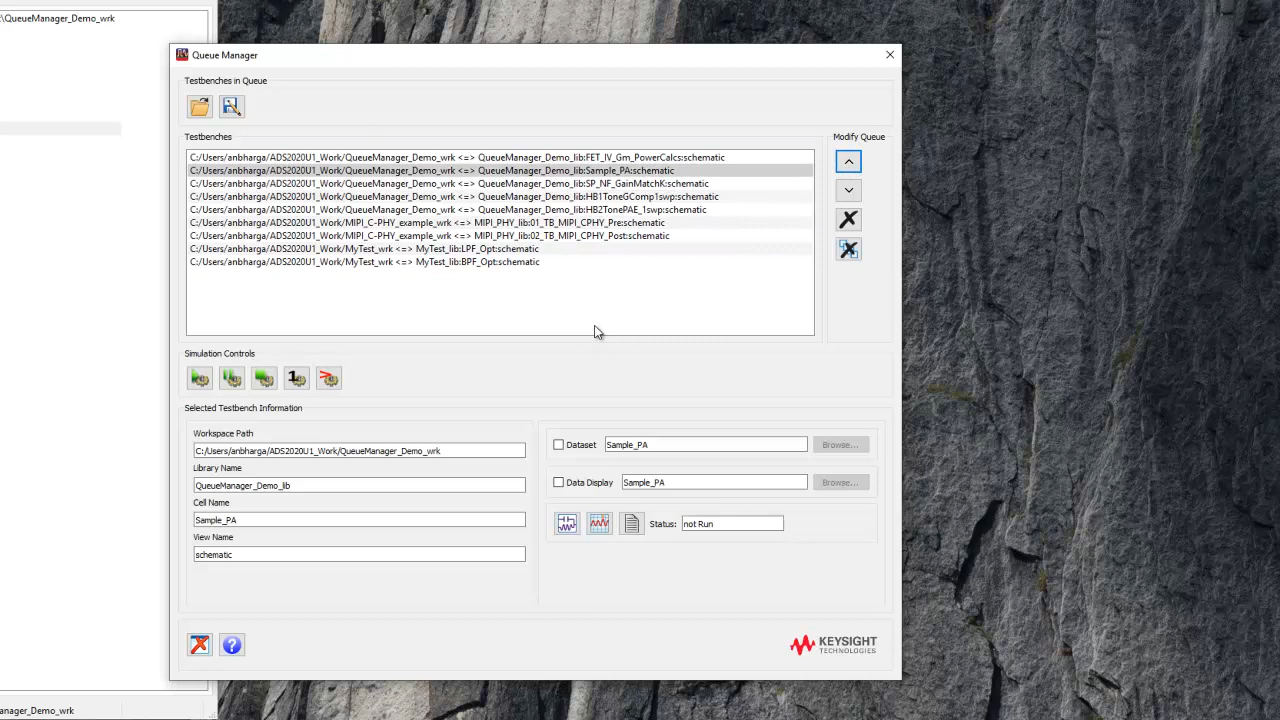 :\QueueManager_Demo_wrk
Queue Manager
Testbenches in Queue
Testbenches
Modify Queue
C:/Users/anbharga/ADS2020U1_Work/QueueManager_Demo_wrk <=> QueueManager_Demo_lib:FET_IV_Gm_PowerCalcs:schematic
C:/Users/anbharga/ADS2020U1_Work/QueueManager_Demo_wrk <=> QueueManager_Demo_lib:Sample_PA:schematic
C:/Users/anbharga/ADS2020U1_Work/QueueManager_Demo_wrk <=> QueueManager_Demo_lib:SP_NF_GainMatchK:schematic
C:/Users/anbharga/ADS2020U1_Work/QueueManager_Demo_wrk <=> QueueManager_Demo_lib:HB1ToneGComp1swp:schematic
C:/Users/anbharga/ADS2020U1_Work/QueueManager_Demo_wrk <=> QueueManager_Demo_lib:HB2TonePAE_1swp:schematic
C:/Users/anbharga/ADS2020U1_Work/MIPI_C-PHY_example_wrk <=> MIPI_PHY_lib:01_TB_MIPI_CPHY_Pre:schematic
C:/Users/anbharga/ADS2020U1_Work/MIPI_C-PHY_example_wrk <=> MIPI_PHY_lib:02_TB_MIPI_CPHY_Post:schematic
C:/Users/anbharga/ADS2020U1_Work/MyTest_wrk <=> MyTest_lib:LPF_Opt:schematic
C:/Users/anbharga/ADS2020U1_Work/MyTest_wrk <=> MyTest_lib:BPF_Opt:schematic
Simulation Controls
1
Selected Testbench Information
Workspace Path
C:/Users/anbharga/ADS2020U1_Work/QueueManager_Demo_wrk
Library Name
QueueManager_Demo_lib
Cell Name
Sample_PA
View Name
schematic
Dataset
Sample_PA
Browse...
Data Display
Sample_PA
Browse...
Status:
not Run
KEYSIGHT
TECHNOLOGIES
anager_Demo_wrk